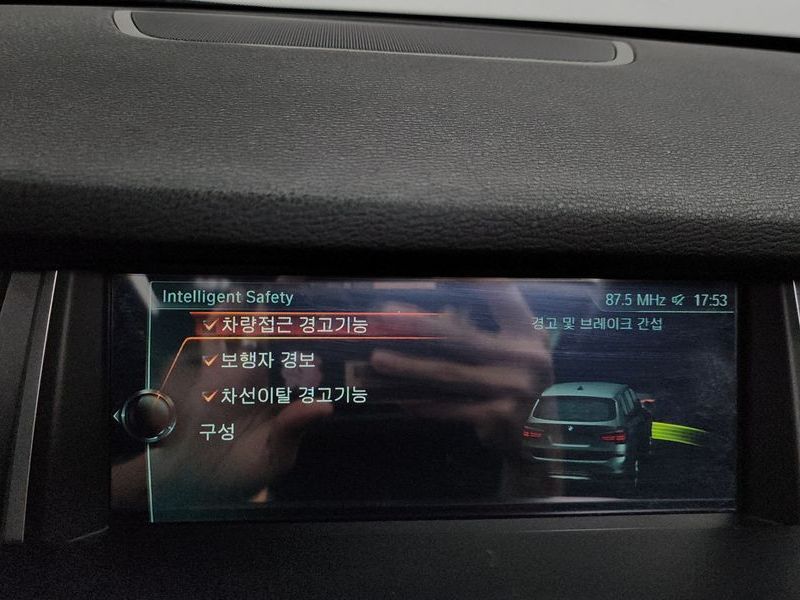 Intelligent Safety
87.5 MHz 17:53
차량접근 경고기능
경고 및 브레이크 간섭
보행자 경보
차선이탈 경고기능
구성